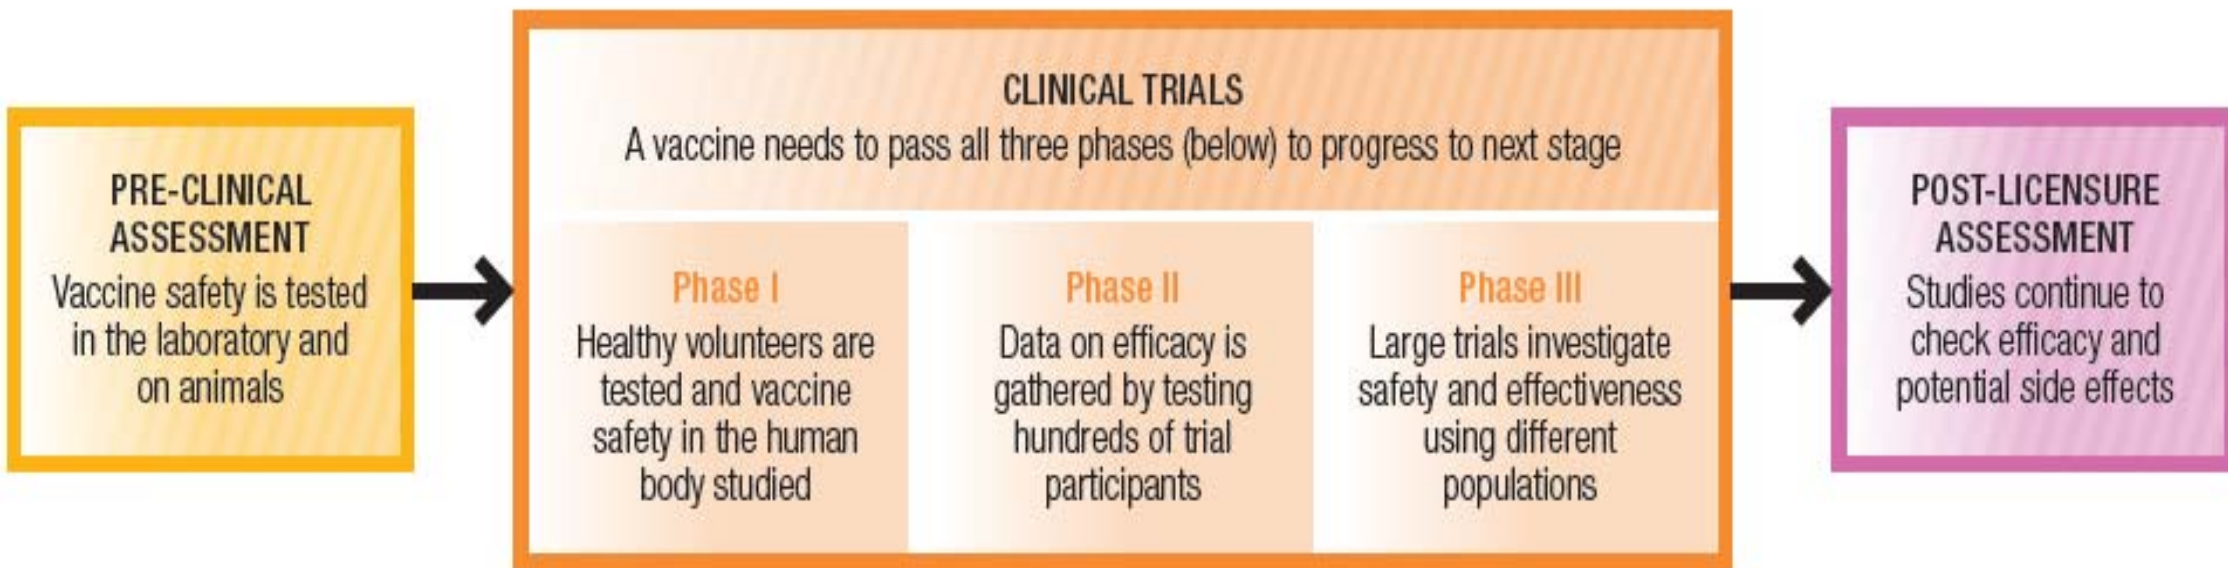 PRE-CLINICAL
ASSESSMENT
Vaccine safety is tested
in the laboratory and
on animals
CLINICAL TRIALS
A vaccine needs to pass all three phases (below) to progress to next stage
Phase I
Healthy volunteers are
tested and vaccine
safety in the human
body studied
Phase II
Data on efficacy is
gathered by testing
hundreds of trial
participants
Phase III
Large trials investigate
safety and effectiveness
using different
populations
POST-LICENSURE
ASSESSMENT
Studies continue to
check efficacy and
potential side effects